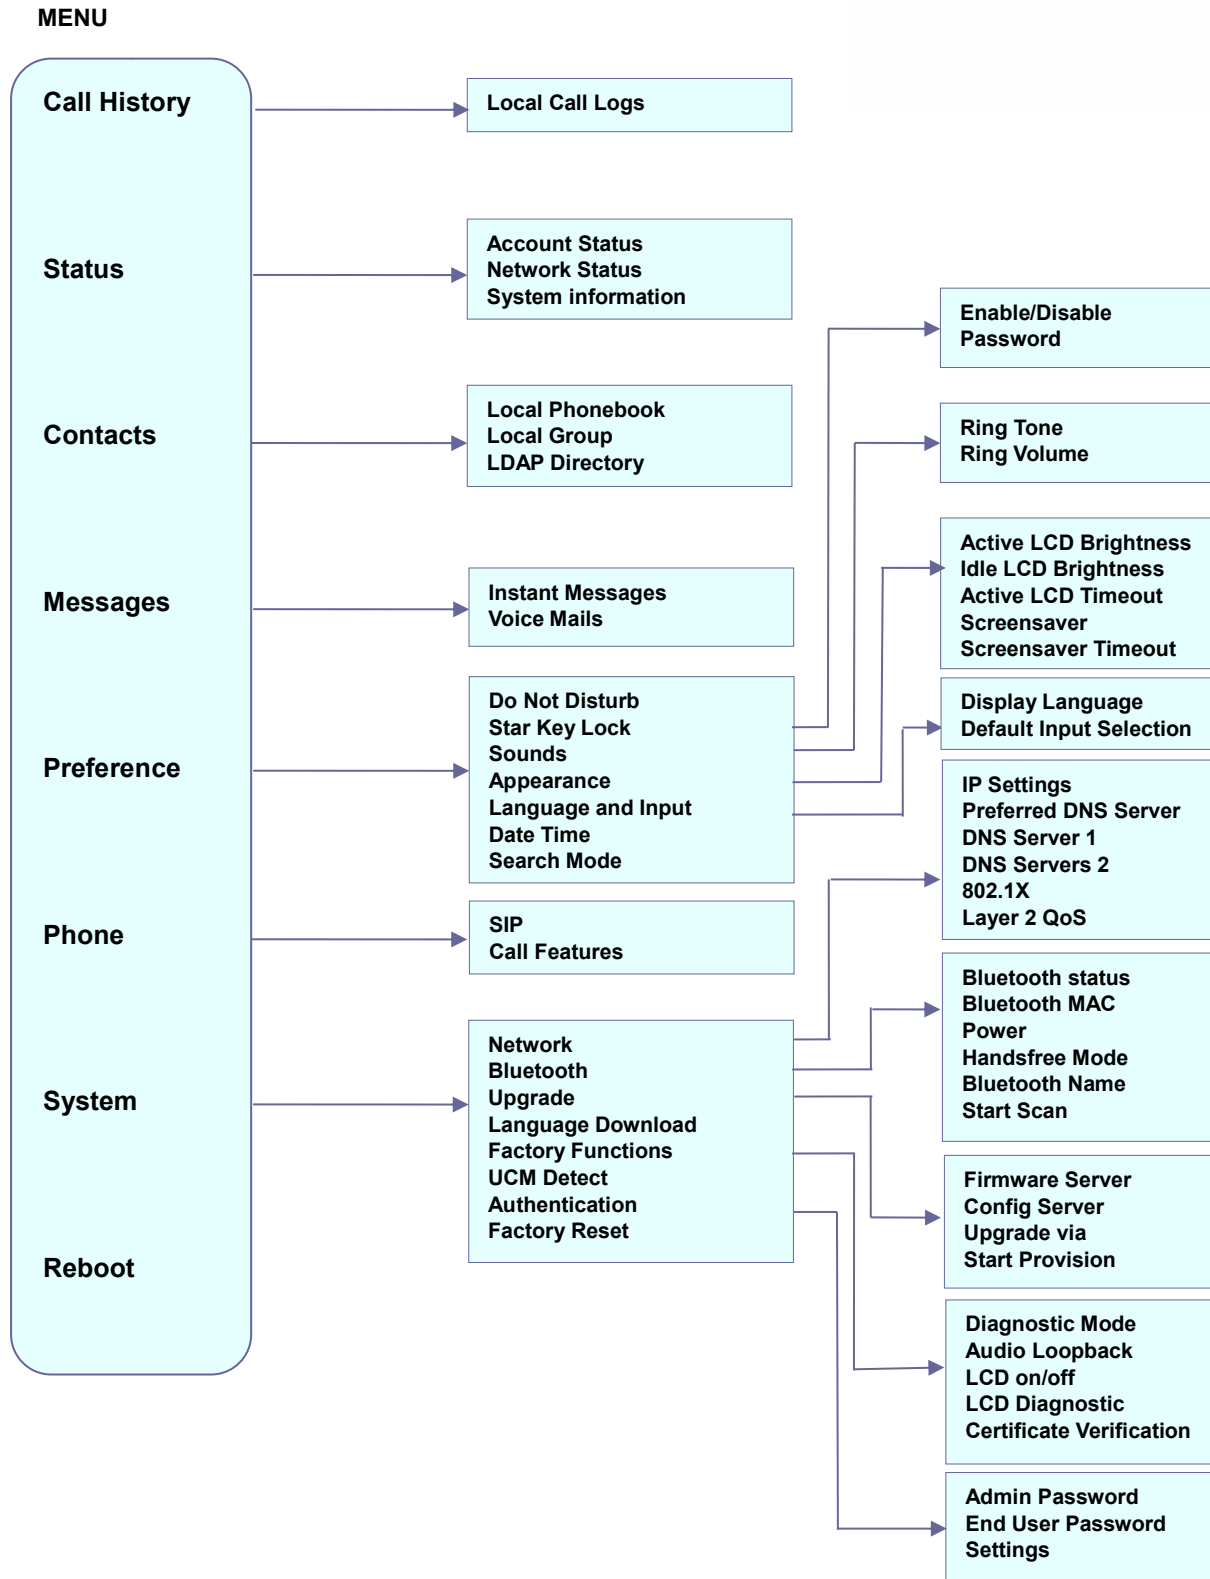 MENU
Call History
Status
Contacts
Messages
Preference
Phone
System
Reboot
Local Call Logs
Account Status
Network Status
System information
Local Phonebook
Local Group
LDAP Directory
Instant Messages
Voice Mails
Do Not Disturb
Star Key Lock
Sounds
Appearance
Language and Input
Date Time
Search Mode
SIP
Call Features
Network
Bluetooth
Upgrade
Language Download
Factory Functions
UCM Detect
Authentication
Factory Reset
Enable/Disable
Password
Ring Tone
Ring Volume
Active LCD Brightness
Idle LCD Brightness
Active LCD Timeout
Screensaver
Screensaver Timeout
Display Language
Default Input Selection
IP Settings
Preferred DNS Server
DNS Server 1
DNS Servers 2
802.1X
Layer 2 QoS
Bluetooth status
Bluetooth MAC
Power
Handsfree Mode
Bluetooth Name
Start Scan
Firmware Server
Config Server
Upgrade via
Start Provision
Diagnostic Mode
Audio Loopback
LCD on/off
LCD Diagnostic
Certificate Verification
Admin Password
End User Password
Settings